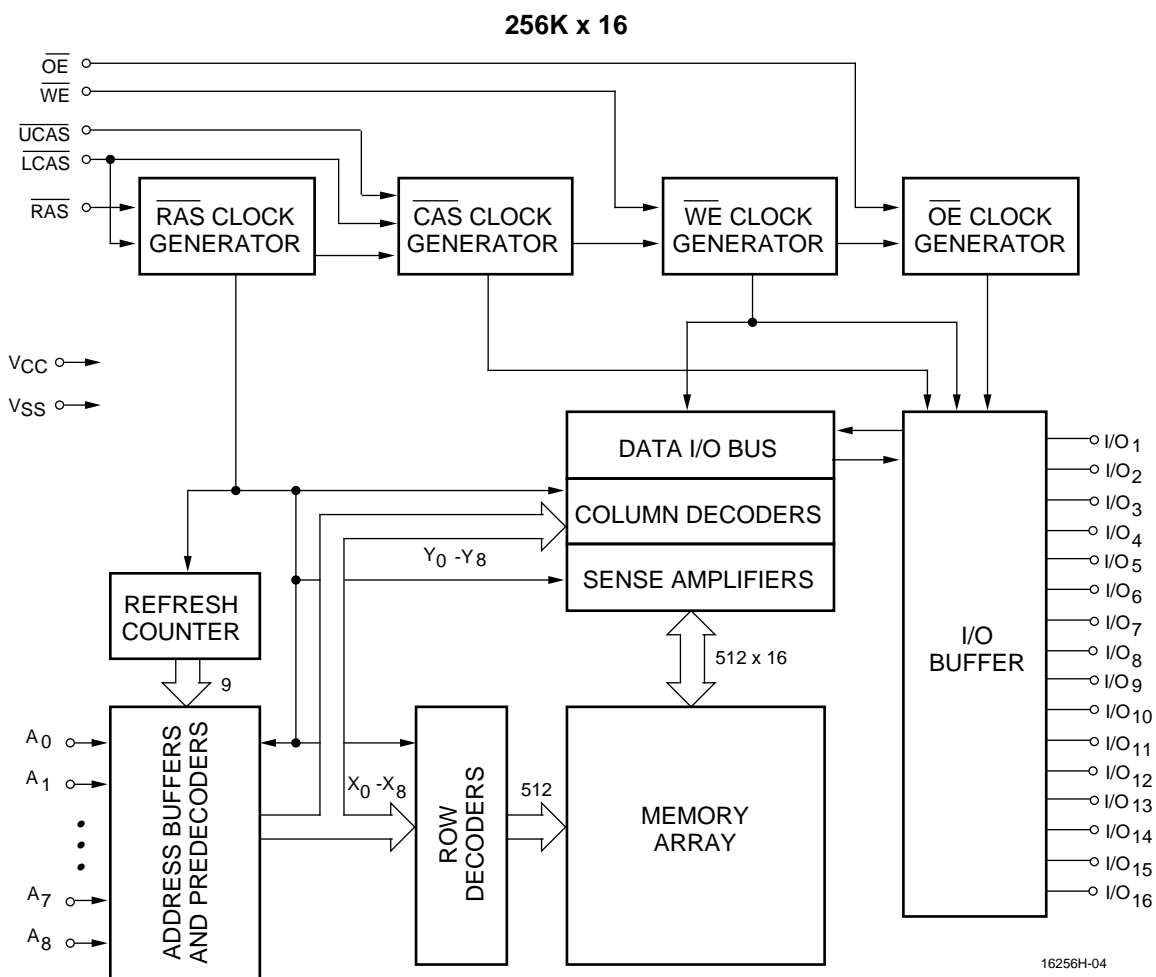 256K x 16
OE
WE
UCAS
LCAS
RAS
RAS CLOCK
GENERATOR
CAS CLOCK
GENERATOR
WE CLOCK
GENERATOR
OE CLOCK
GENERATOR
VCC
VSS
DATA I/O BUS
COLUMN DECODERS
SENSE AMPLIFIERS
Y0 -Y8
REFRESH
COUNTER
9
512 x 16
I/O
BUFFER
I/O1
I/O2
I/O3
I/O4
I/O5
I/O6
I/O7
I/O8
I/O9
I/O10
I/O11
I/O12
I/O13
I/O14
I/O15
I/O16
A0
A1
A7
A8
ADDRESS BUFFERS
AND PREDECODERS
X0 -X8
ROW
DECODERS
512
MEMORY
ARRAY
16256H-04